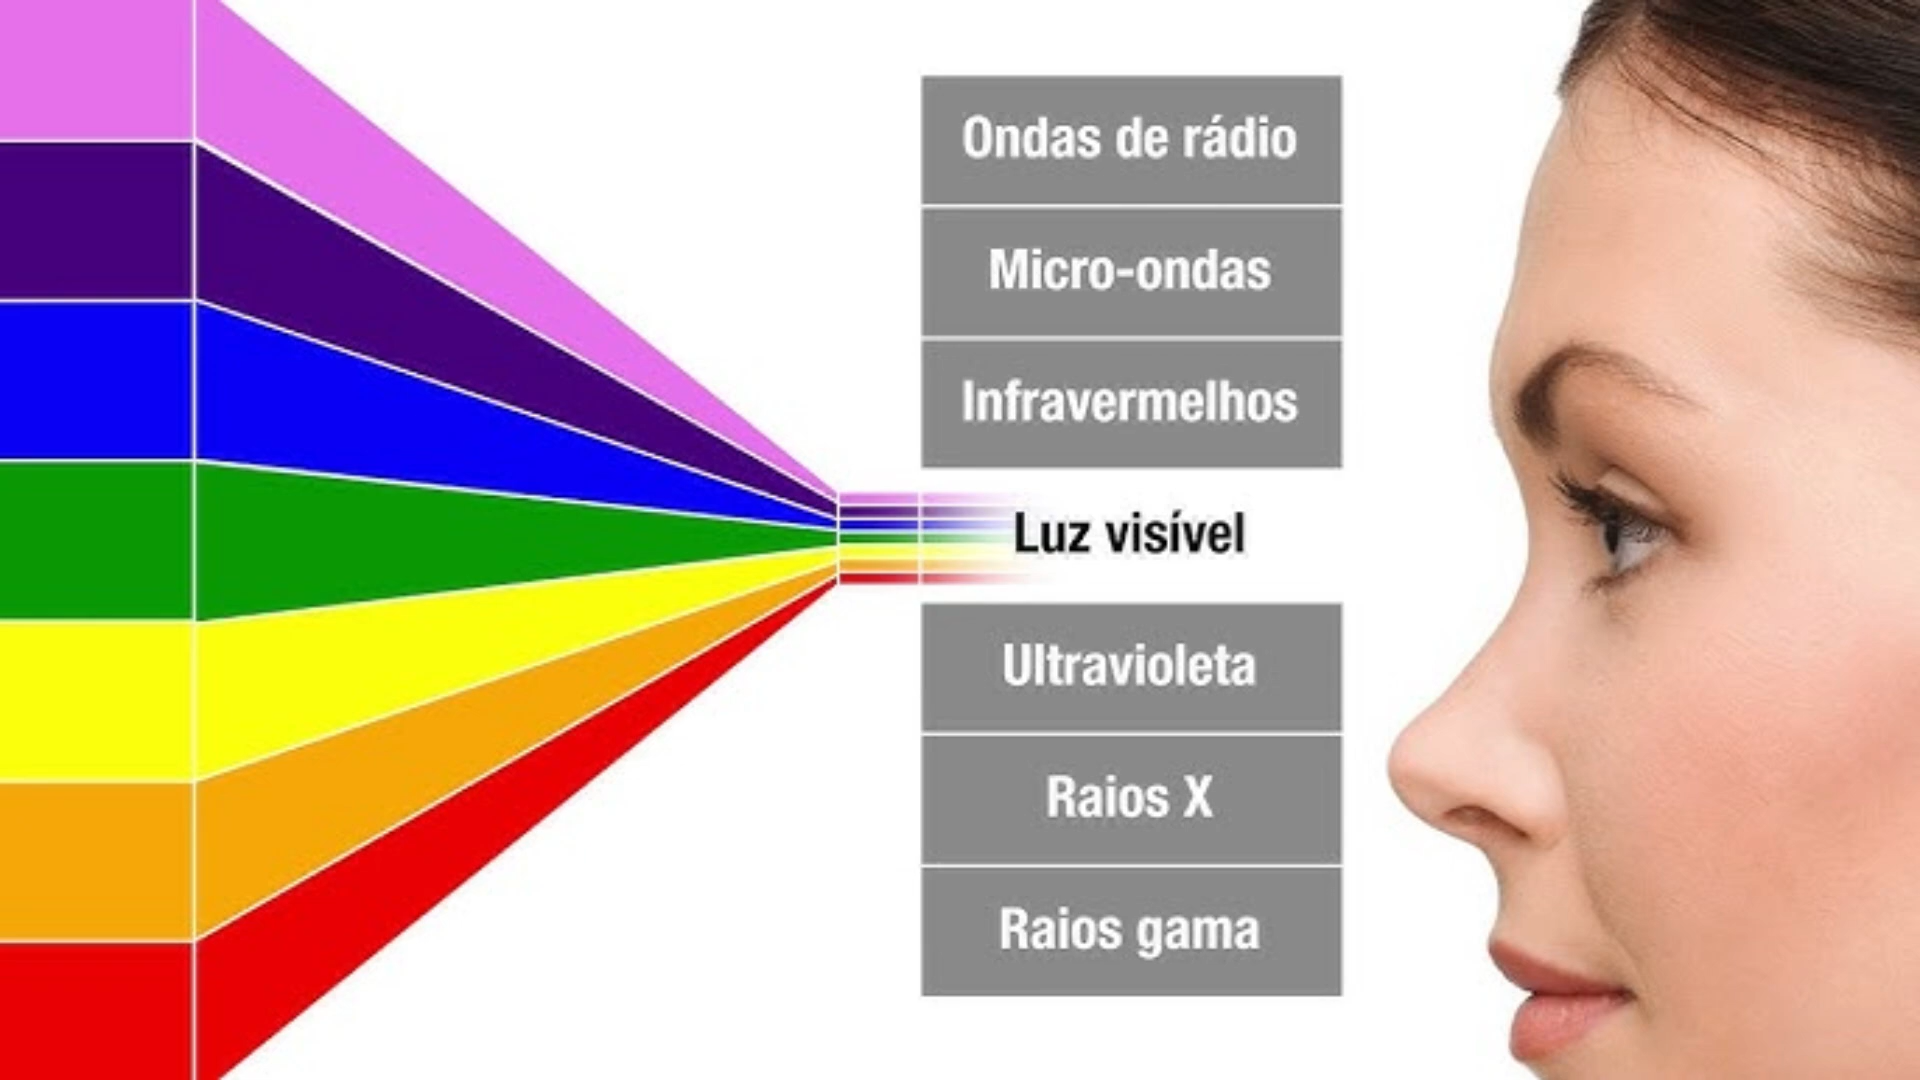 Ondas de rádio
Micro-ondas
Infravermelhos
Luz visível
Ultravioleta
Raios X
Raios gama